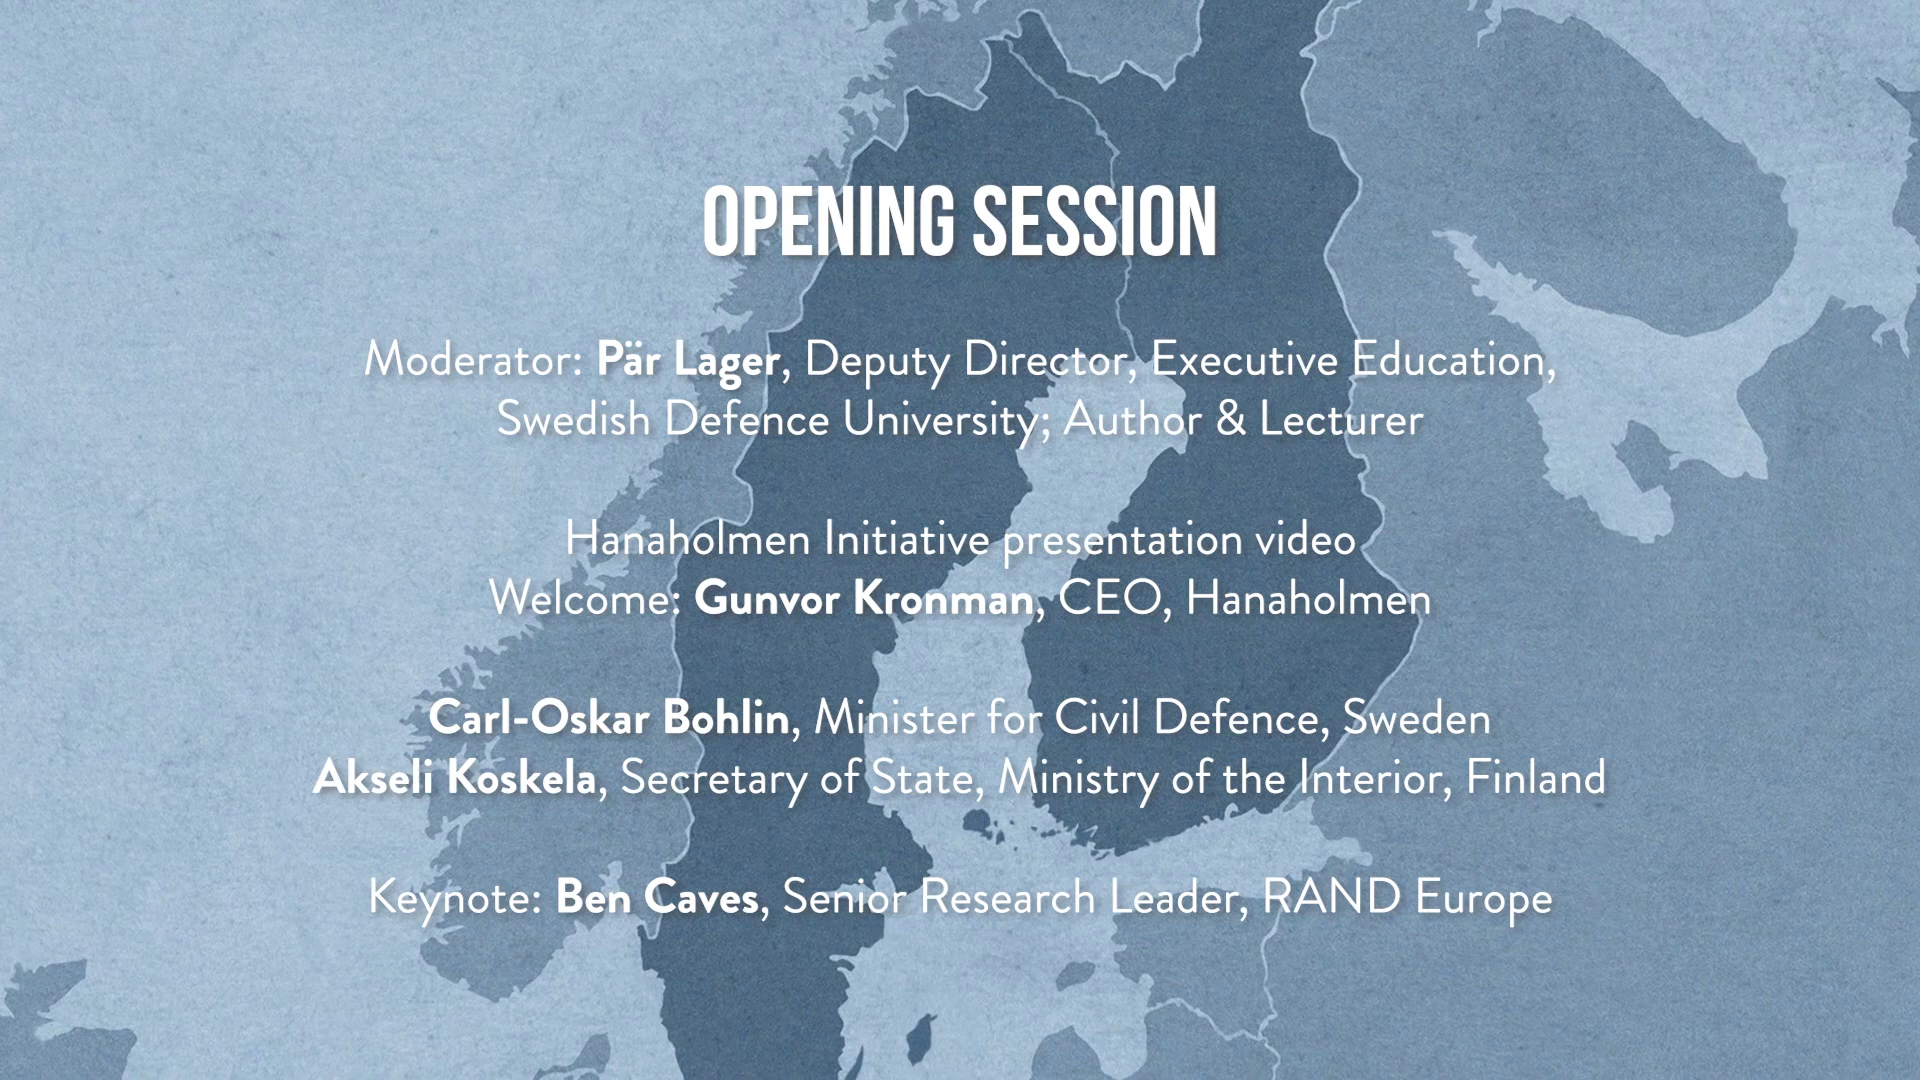 OPENING SESSION
Moderator: Pär Lager, Deputy Director, Executive Education,
Swedish Defence University; Author & Lecturer
Hanaholmen Initiative presentation video
Welcome: Gunvor Kronman, CEO, Hanaholmen
Carl-Oskar Bohlin, Minister for Civil Defence, Sweden
Akseli Koskela, Secretary of State, Ministry of the Interior, Finland
Keynote: Ben Caves, Senior Research Leader, RAND Europe